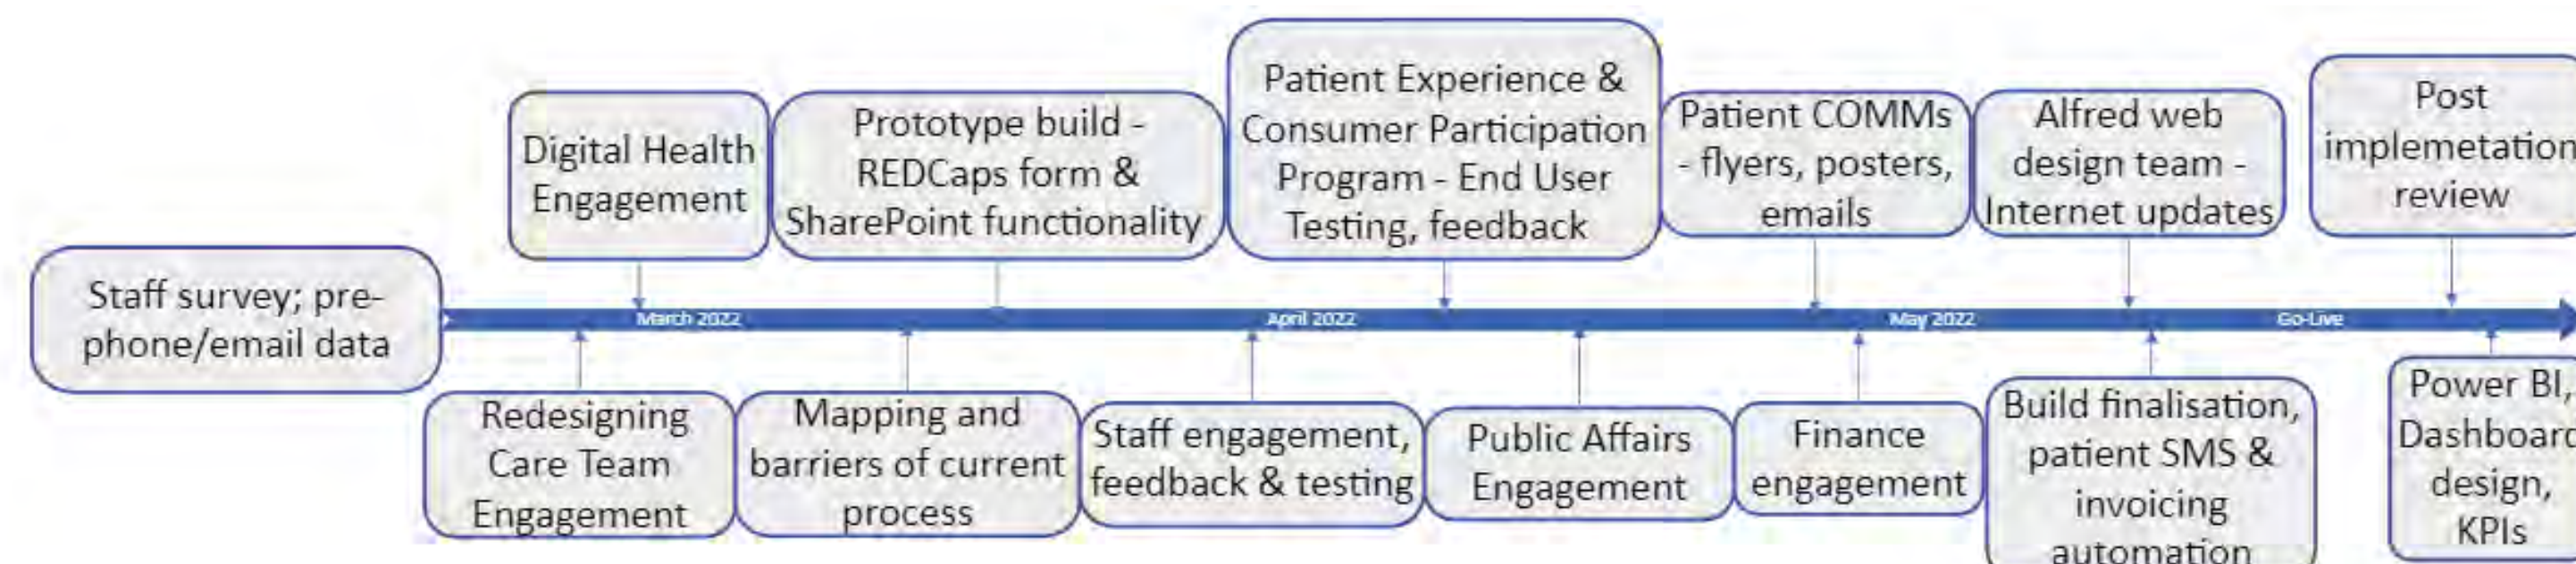 Digital Health
Engagement
Prototype build -
REDCaps form &
SharePoint functionality
Patient Experience &
Consumer Participation
Program - End User
Testing, feedback
Patient COMMs
- flyers, posters,
emails
Alfred web
design team -
Internet updates
Post
implemetation
review
Staff survey; pre-
phone/email data
March 2022
April 2022
May 2022
Go-Live
Redesigning
Care Team
Engagement
Mapping and
barriers of current
process
Staff engagement,
feedback & testing
Public Affairs
Engagement
Finance
engagement
Build finalisation,
patient SMS &
invoicing
automation
Power BI,
Dashboard
design,
KPIs